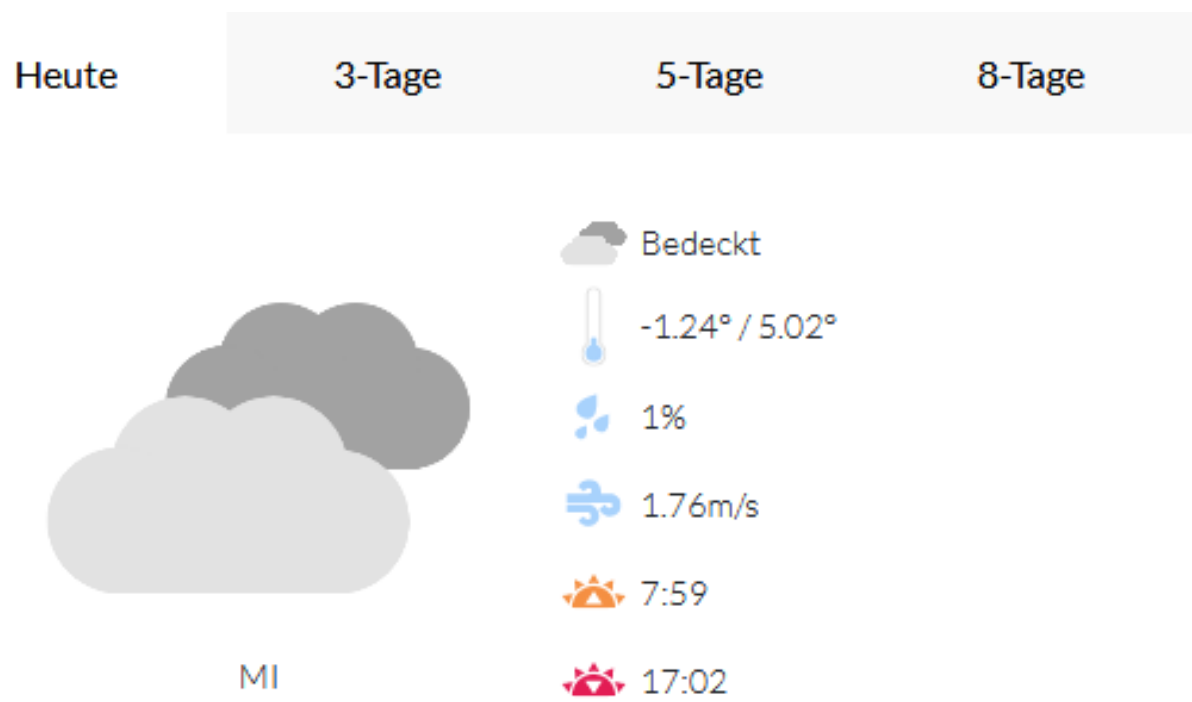 Heute 3-Tage 5-Tage 8-Tage
Bedeckt
-1.24° / 5.02°
1%
1.76m/s
7:59
MI
17:02